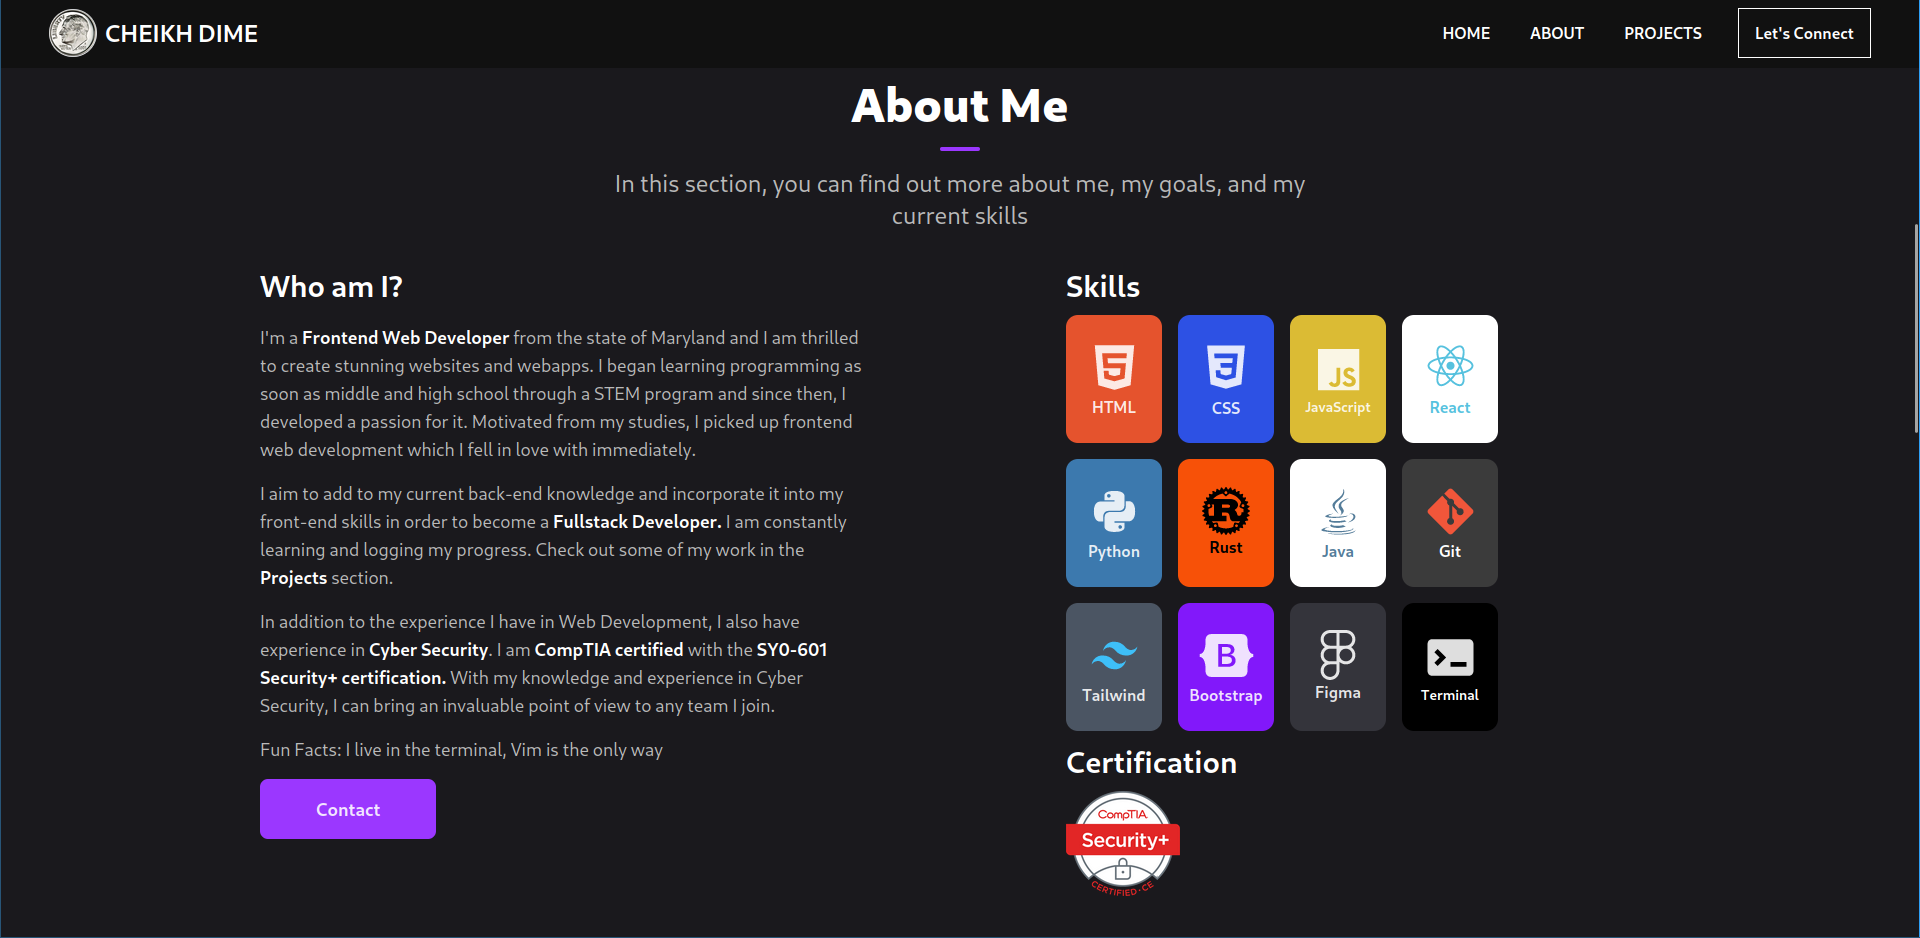 CHEIKH DIME
HOME
ABOUT
PROJECTS
Let's Connect
About Me
In this section, you can find out more about me, my goals, and my
current skills
Who am I?
I'm a Frontend Web Developer from the state of Maryland and I am thrilled
to create stunning websites and webapps. I began learning programming as
soon as middle and high school through a STEM program and since then, I
developed a passion for it. Motivated from my studies, I picked up frontend
web development which I fell in love with immediately.
I aim to add to my current back-end knowledge and incorporate it into my
front-end skills in order to become a Fullstack Developer. I am constantly
learning and logging my progress. Check out some of my work in the
Projects section.
In addition to the experience I have in Web Development, I also have
experience in Cyber Security. I am CompTIA certified with the SY0-601
Security+ certification. With my knowledge and experience in Cyber
Security, I can bring an invaluable point of view to any team I join.
Fun Facts: I live in the terminal, Vim is the only way
Contact
Skills
5
HTML
3
CSS
JS
JavaScript
React
Python
R
Rust
Java
Git
Tailwind
B
Bootstrap
Figma
>_
Terminal
Certification
CompTIA
Security+
CERTIFIED•CE